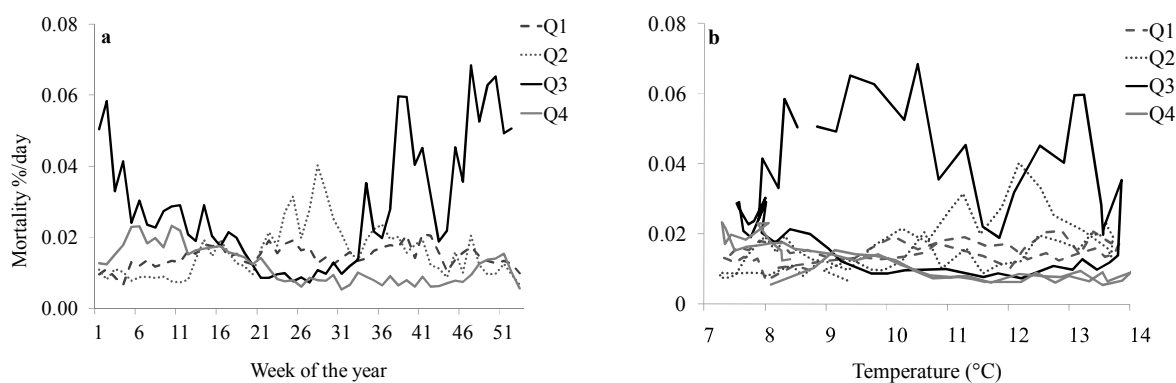 a
Mortality %/day
0.08
0.06
0.04
0.02
0.00
1 6 11 16 21 26 31 36 41 46 51
Week of the year
Q1
Q2
Q3
Q4
b
0.08
0.06
0.04
0.02
0
7 8 9 10 11 12 13 14
Temperature (°C)
Q1
Q2
Q3
Q4